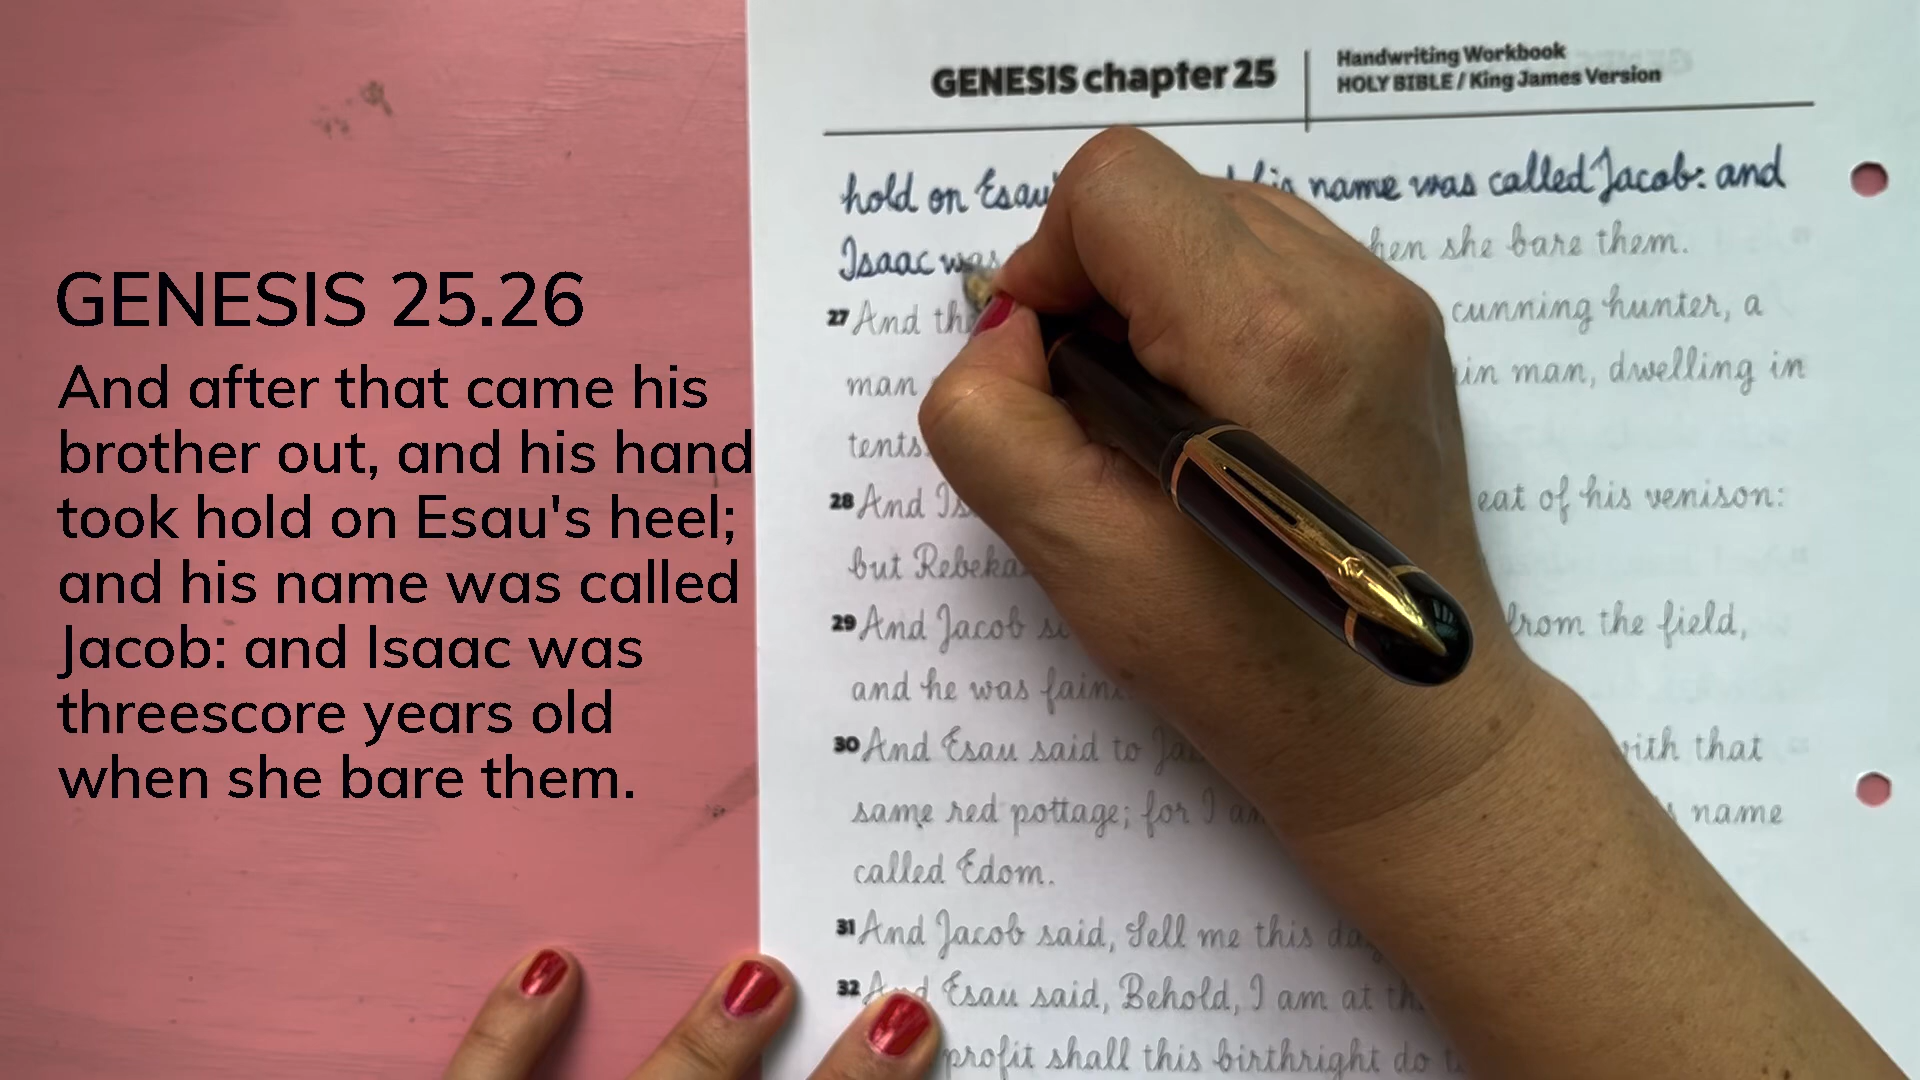 GENESIS 25.26
And after that came his
brother out, and his hand
took hold on Esau's heel;
and his name was called
Jacob: and Isaac was
threescore years old
when she bare them.
GENESIS chapter 25
Handwriting Workbook
HOLY BIBLE / King James Version
hold on Esau' his name was called Jacob: and
Isaac was she bare them.
27 And cunning hunter, a
man man, dwelling in
tents
28 And eat of his venison:
but
29 And Jacob from the field,
and he was
30 And Esau said to with that
same red pottage; for I name
called Edom.
31 And Jacob said, Sell me this
32 And Esau said, Behold, I am at
profit shall this birthright do